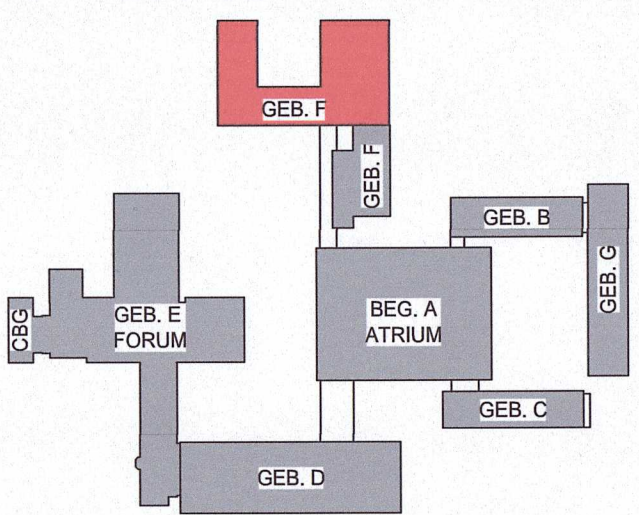 GEB. F
GEB. F
GEB. B
GEB. G
CBG
GEB. E
FORUM
BEG. A
ATRIUM
GEB. C
GEB. D